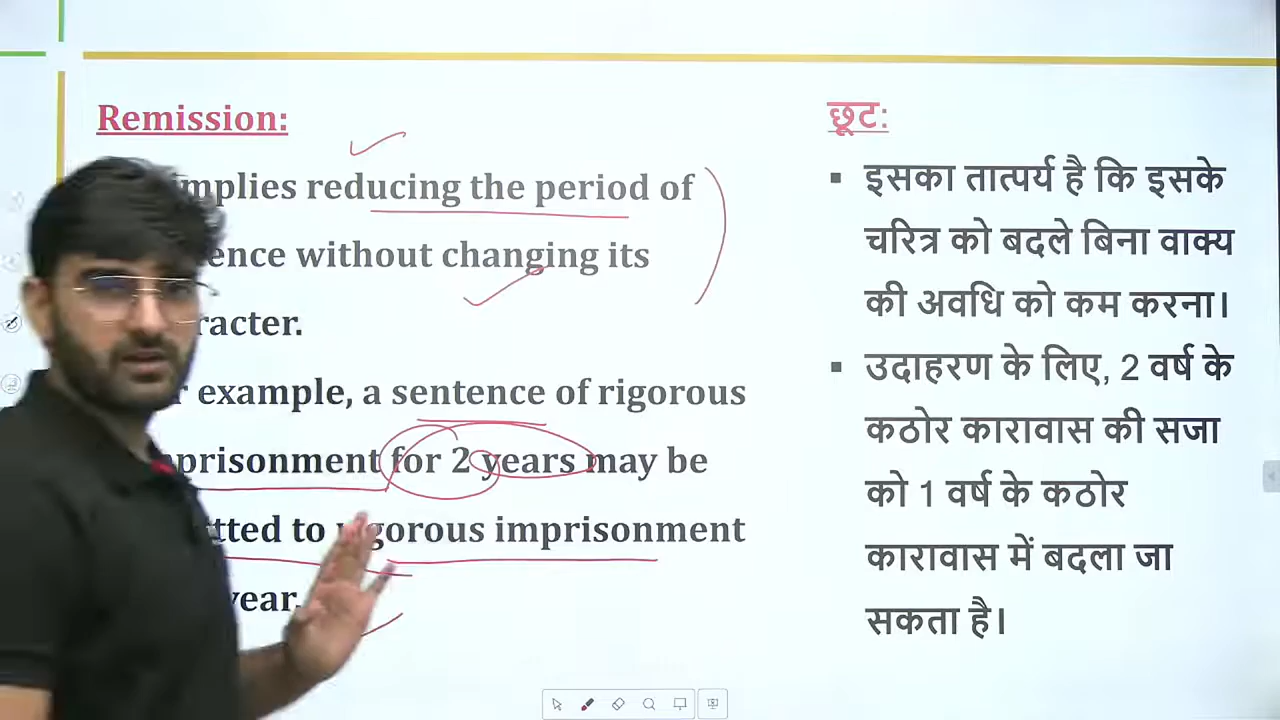 Remission:
implies reducing the period of
ence without changing its
racter.
r example, a sentence of rigorous
prisonment for 2 years may be
tted to rigorous imprisonment
year.
छूट:
▪ इसका तात्पर्य है कि इसके
चरित्र को बदले बिना वाक्य
की अवधि को कम करना।
▪ उदाहरण के लिए, 2 वर्ष के
कठोर कारावास की सजा
को 1 वर्ष के कठोर
कारावास में बदला जा
सकता है।